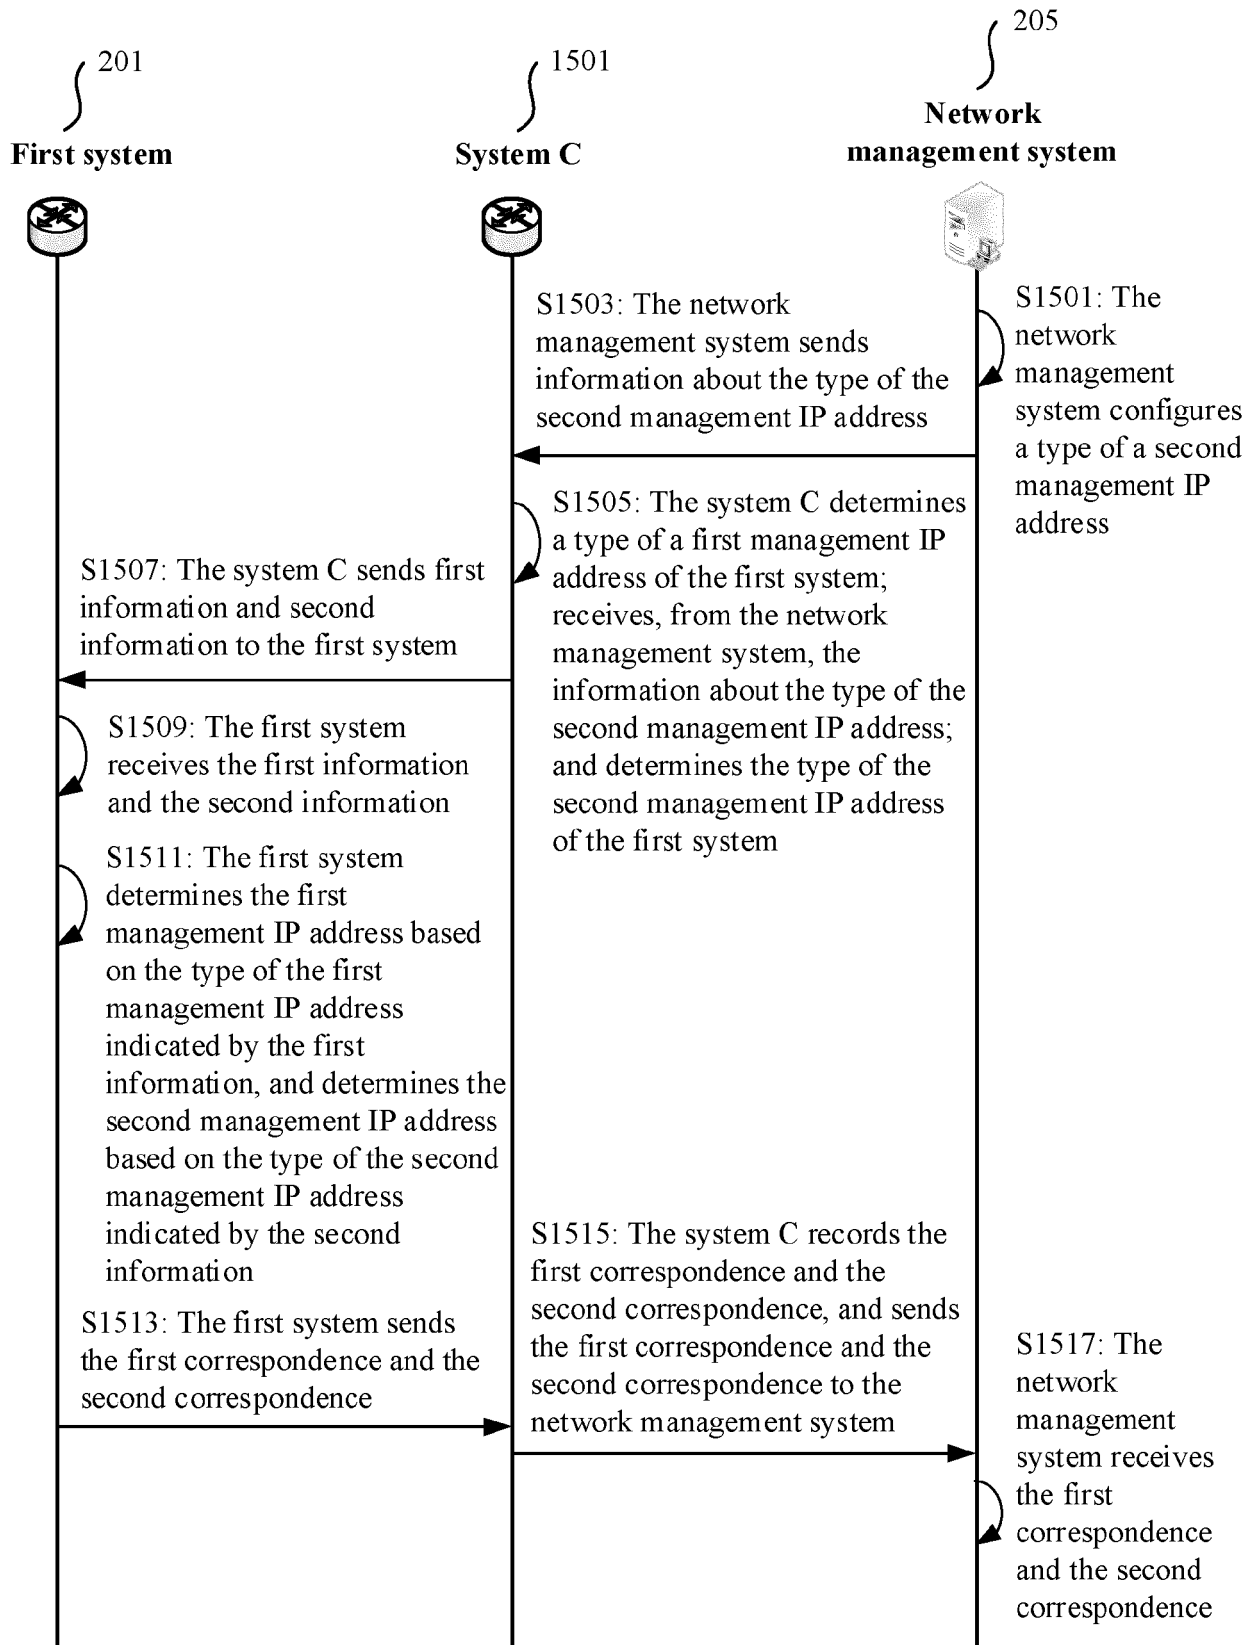 201
1501
205
First system
System C
Network
management system
S1501: The
network
management
system configures
a type of a second
management IP
address
S1503: The network
management system sends
information about the type of the
second management IP address
S1505: The system C determines
a type of a first management IP
address of the first system;
receives, from the network
management system, the
information about the type of the
second management IP address;
and determines the type of the
second management IP address
of the first system
S1507: The system C sends first
information and second
information to the first system
S1509: The first system
receives the first information
and the second information
S1511: The first system
determines the first
management IP address based
on the type of the first
management IP address
indicated by the first
information, and determines the
second management IP address
based on the type of the second
management IP address
indicated by the second
information
S1513: The first system sends
the first correspondence and the
second correspondence
S1515: The system C records the
first correspondence and the
second correspondence, and sends
the first correspondence and the
second correspondence to the
network management system
S1517: The
network
management
system receives
the first
correspondence
and the second
correspondence